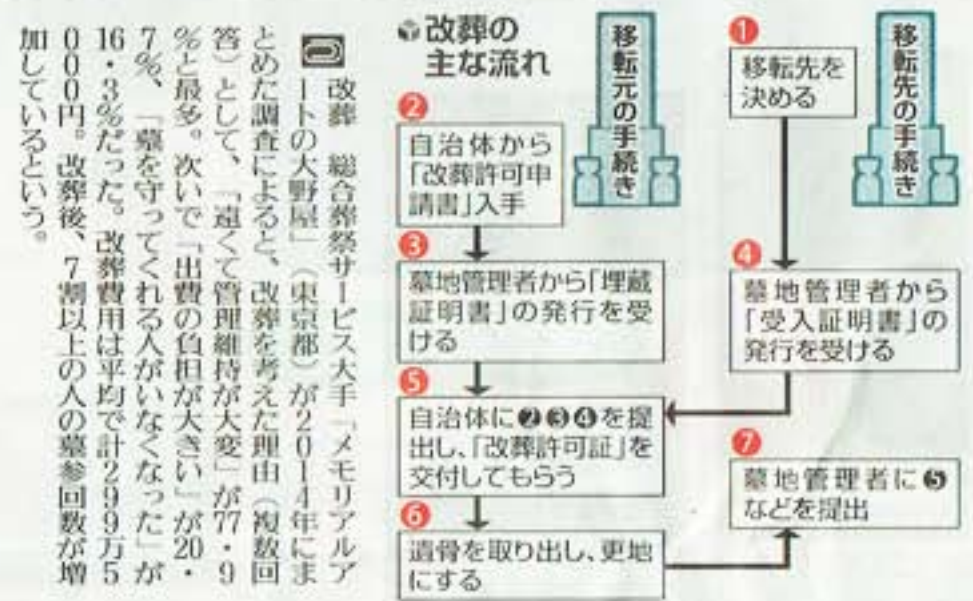 改葬の
主な流れ
移転元の手続き
移転先の手続き
❶
移転先を
決める
❷
自治体から
「改葬許可申
請書」入手
❸
墓地管理者から「埋蔵
証明書」の発行を受
ける
❹
墓地管理者から
「受入証明書」の
発行を受ける
❺
自治体に❷❸❹を提
出し、「改葬許可証」を
交付してもらう
❻
遺骨を取り出し、更地
にする
❼
墓地管理者に❺
などを提出
改葬 総合葬祭サービス大手「メモリアルア
ートの大野屋」(東京都)が2014年にま
とめた調査によると、改葬を考えた理由(複数回
答)として、「遠くて管理維持が大変」が77・9
%と最多。次いで「出費の負担が大きい」が20・
7%、「墓を守ってくれる人がいなくなった」が
16・3%だった。改葬費用は平均で計299万5
000円。改葬後、7割以上の人の墓参回数が増
加しているという。